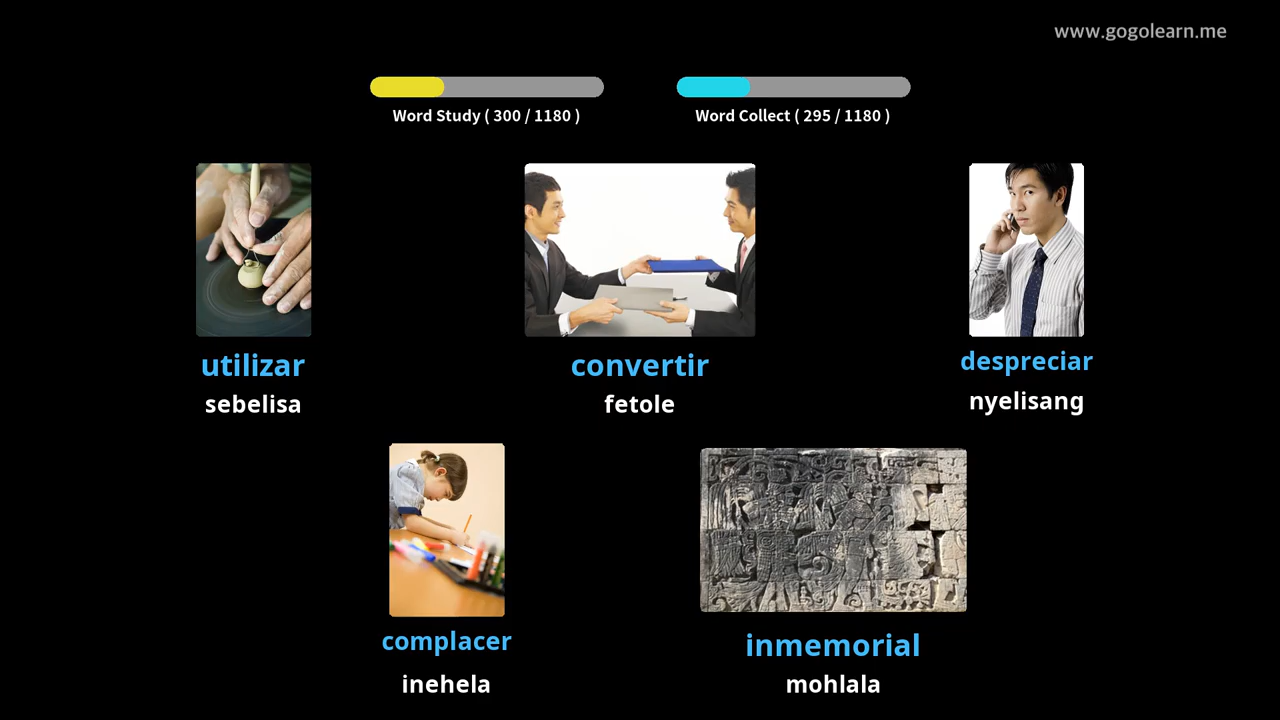 www.gogolearn.me
Word Study ( 300 / 1180 )
Word Collect ( 295 / 1180 )
utilizar
sebelisa
convertir
fetole
despreciar
nyelisang
complacer
inehela
inmemorial
mohlala